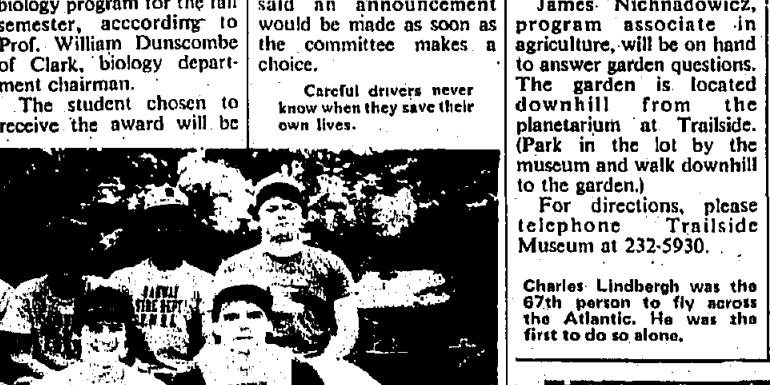 biology program for the fall
semester, acccording to
Prof. William Dunscombe
of Clark, biology depart-
ment chairman.
The student chosen to
receive the award will be
said an announcement
would be made as soon as
the committee makes a
choice.
Careful drivers never
know when they save their
own lives.
RAHWAY
FIRE DEPT
F.M.B.A.
James Nichnadowicz,
program associate in
agriculture, will be on hand
to answer garden questions.
The garden is located
downhill from the
planetarium at Trailside.
(Park in the lot by the
museum and walk downhill
to the garden.)
For directions, please
telephone Trailside
Museum at 232-5930.
Charles Lindbergh was the
67th person to fly across
the Atlantic. He was the
first to do so alone.